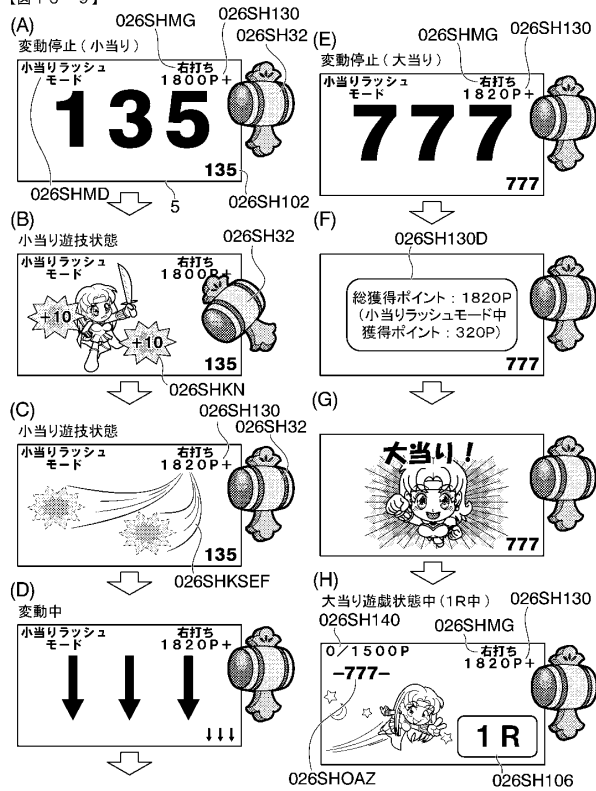 (A)
変動停止(小当り)
026SHMG
026SH130
026SH32
小当りラッシュ
モード
右打ち
1800P+
135
135
026SHMD
5
026SH102
(B)
小当り遊技状態
026SH32
小当りラッシュ
モード
右打ち
1800P+
+10
+10
135
026SHKN
(C)
小当り遊技状態
026SH130
026SH32
小当りラッシュ
モード
右打ち
1820P+
135
026SHKSEF
(D)
変動中
小当りラッシュ
モード
右打ち
1820P+
(E)
変動停止(大当り)
026SHMG
026SH130
小当りラッシュ
モード
右打ち
1820P+
777
777
(F)
026SH130D
総獲得ポイント:1820P
(小当りラッシュモード中
獲得ポイント:320P)
777
(G)
大当り!
777
(H)
大当り遊戯状態中(1R中)
026SH140
026SHMG
026SH130
0/1500P
右打ち
1820P+
-777-
1R
026SHOAZ
026SH106